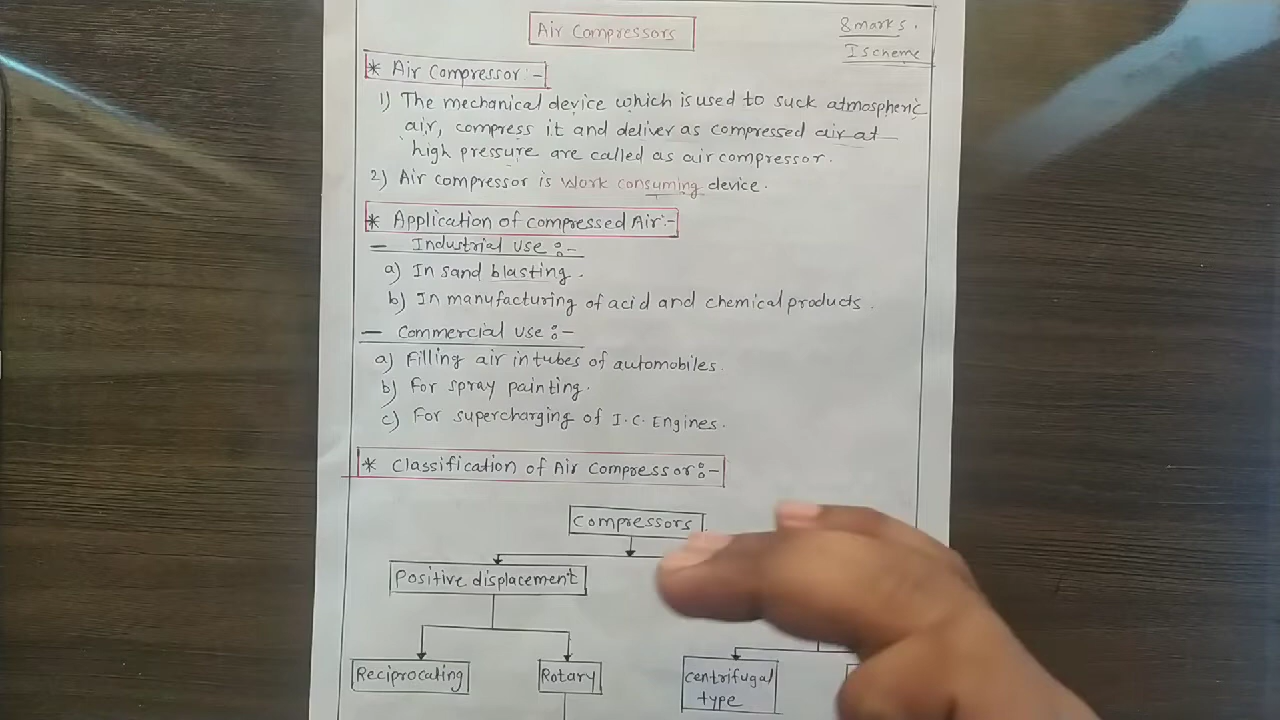 Air Compressors
8 marks.
I scheme
* Air Compressor:-
1) The mechanical device which is used to suck atmospheric
air, compress it and deliver as compressed air at
high pressure are called as air compressor.
2) Air compressor is Work consuming device.
* Application of compressed Air:-
— Industrial use:-
a) In sand blasting.
b) In manufacturing of acid and chemical products.
— Commercial use:-
a) Filling air in tubes of automobiles.
b) For spray painting.
c) For supercharging of I.C. Engines.
* Classification of Air Compressor:-
Compressors
Positive displacement
Reciprocating
Rotary
Centrifugal
type